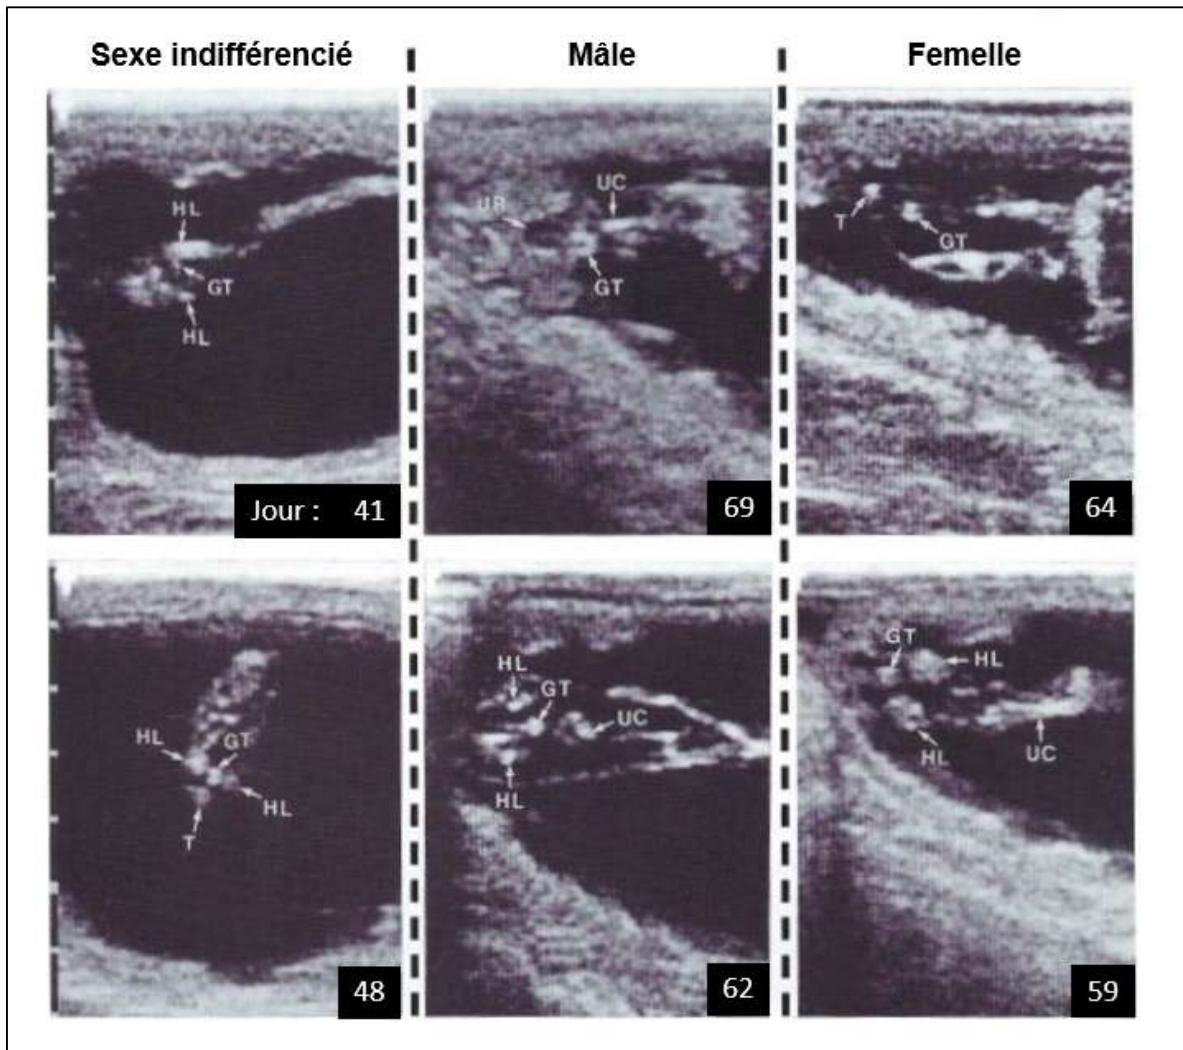 Sexe indifférencié
Mâle
Femelle
HL
GT
HL
Jour : 41
UB
UC
GT
69
T
GT
64
HL
GT
HL
T
48
HL
GT
UC
HL
62
GT
HL
HL
UC
59